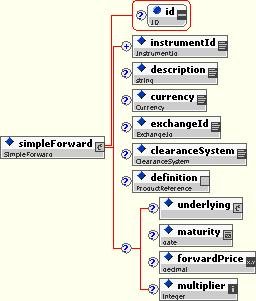 id
ID
instrumentId
InstrumentId
description
string
currency
Currency
exchangeId
ExchangeId
simpleForward
SimpleForward
clearanceSystem
ClearanceSystem
definition
ProductReference
underlying
maturity
date
forwardPrice
decimal
multiplier
integer